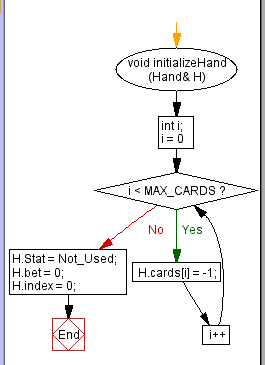 void initializeHand
(Hand& H)
int i;
i = 0
i < MAX_CARDS ?
No
Yes
H.Stat = Not_Used;
H.bet = 0;
H.index = 0;
H.cards[i] = -1;
End
i++